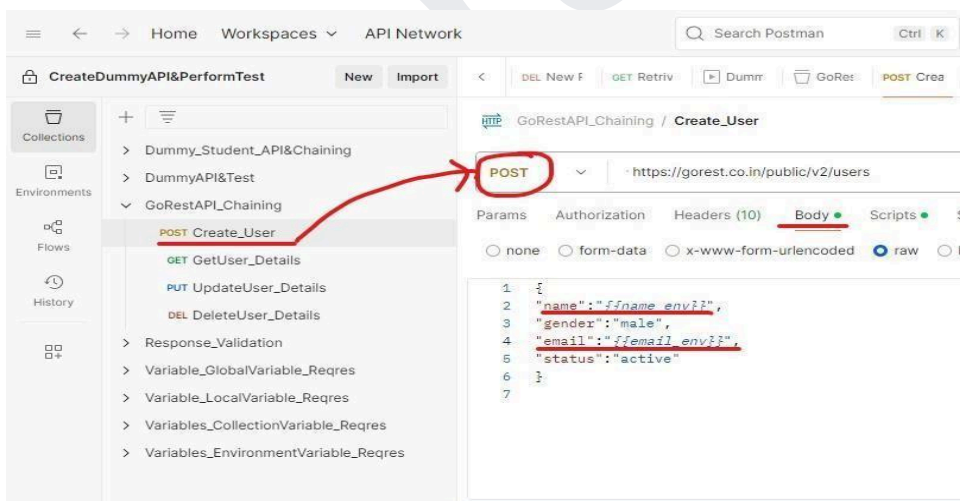 Home Workspaces API Network Search Postman Ctrl K
CreateDummyAPI&PerformTest New Import DEL New F GET Retriv Dumm GoRes POST Crea
Collections
Environments
Flows
History
Dummy_Student_API&Chaining
DummyAPI&Test
GoRestAPI_Chaining
POST Create_User
GET GetUser_Details
PUT UpdateUser_Details
DEL DeleteUser_Details
Response_Validation
Variable_GlobalVariable_Reqres
Variable_LocalVariable_Reqres
Variables_CollectionVariable_Reqres
Variables_EnvironmentVariable_Reqres
HTTP GoRestAPI_Chaining / Create_User
POST https://gorest.co.in/public/v2/users
Params Authorization Headers (10) Body Scripts
none form-data x-www-form-urlencoded raw
1 {
2 "name":"{{name_env}}",
3 "gender":"male",
4 "email":"{{email_env}}",
5 "status":"active"
6 }
7